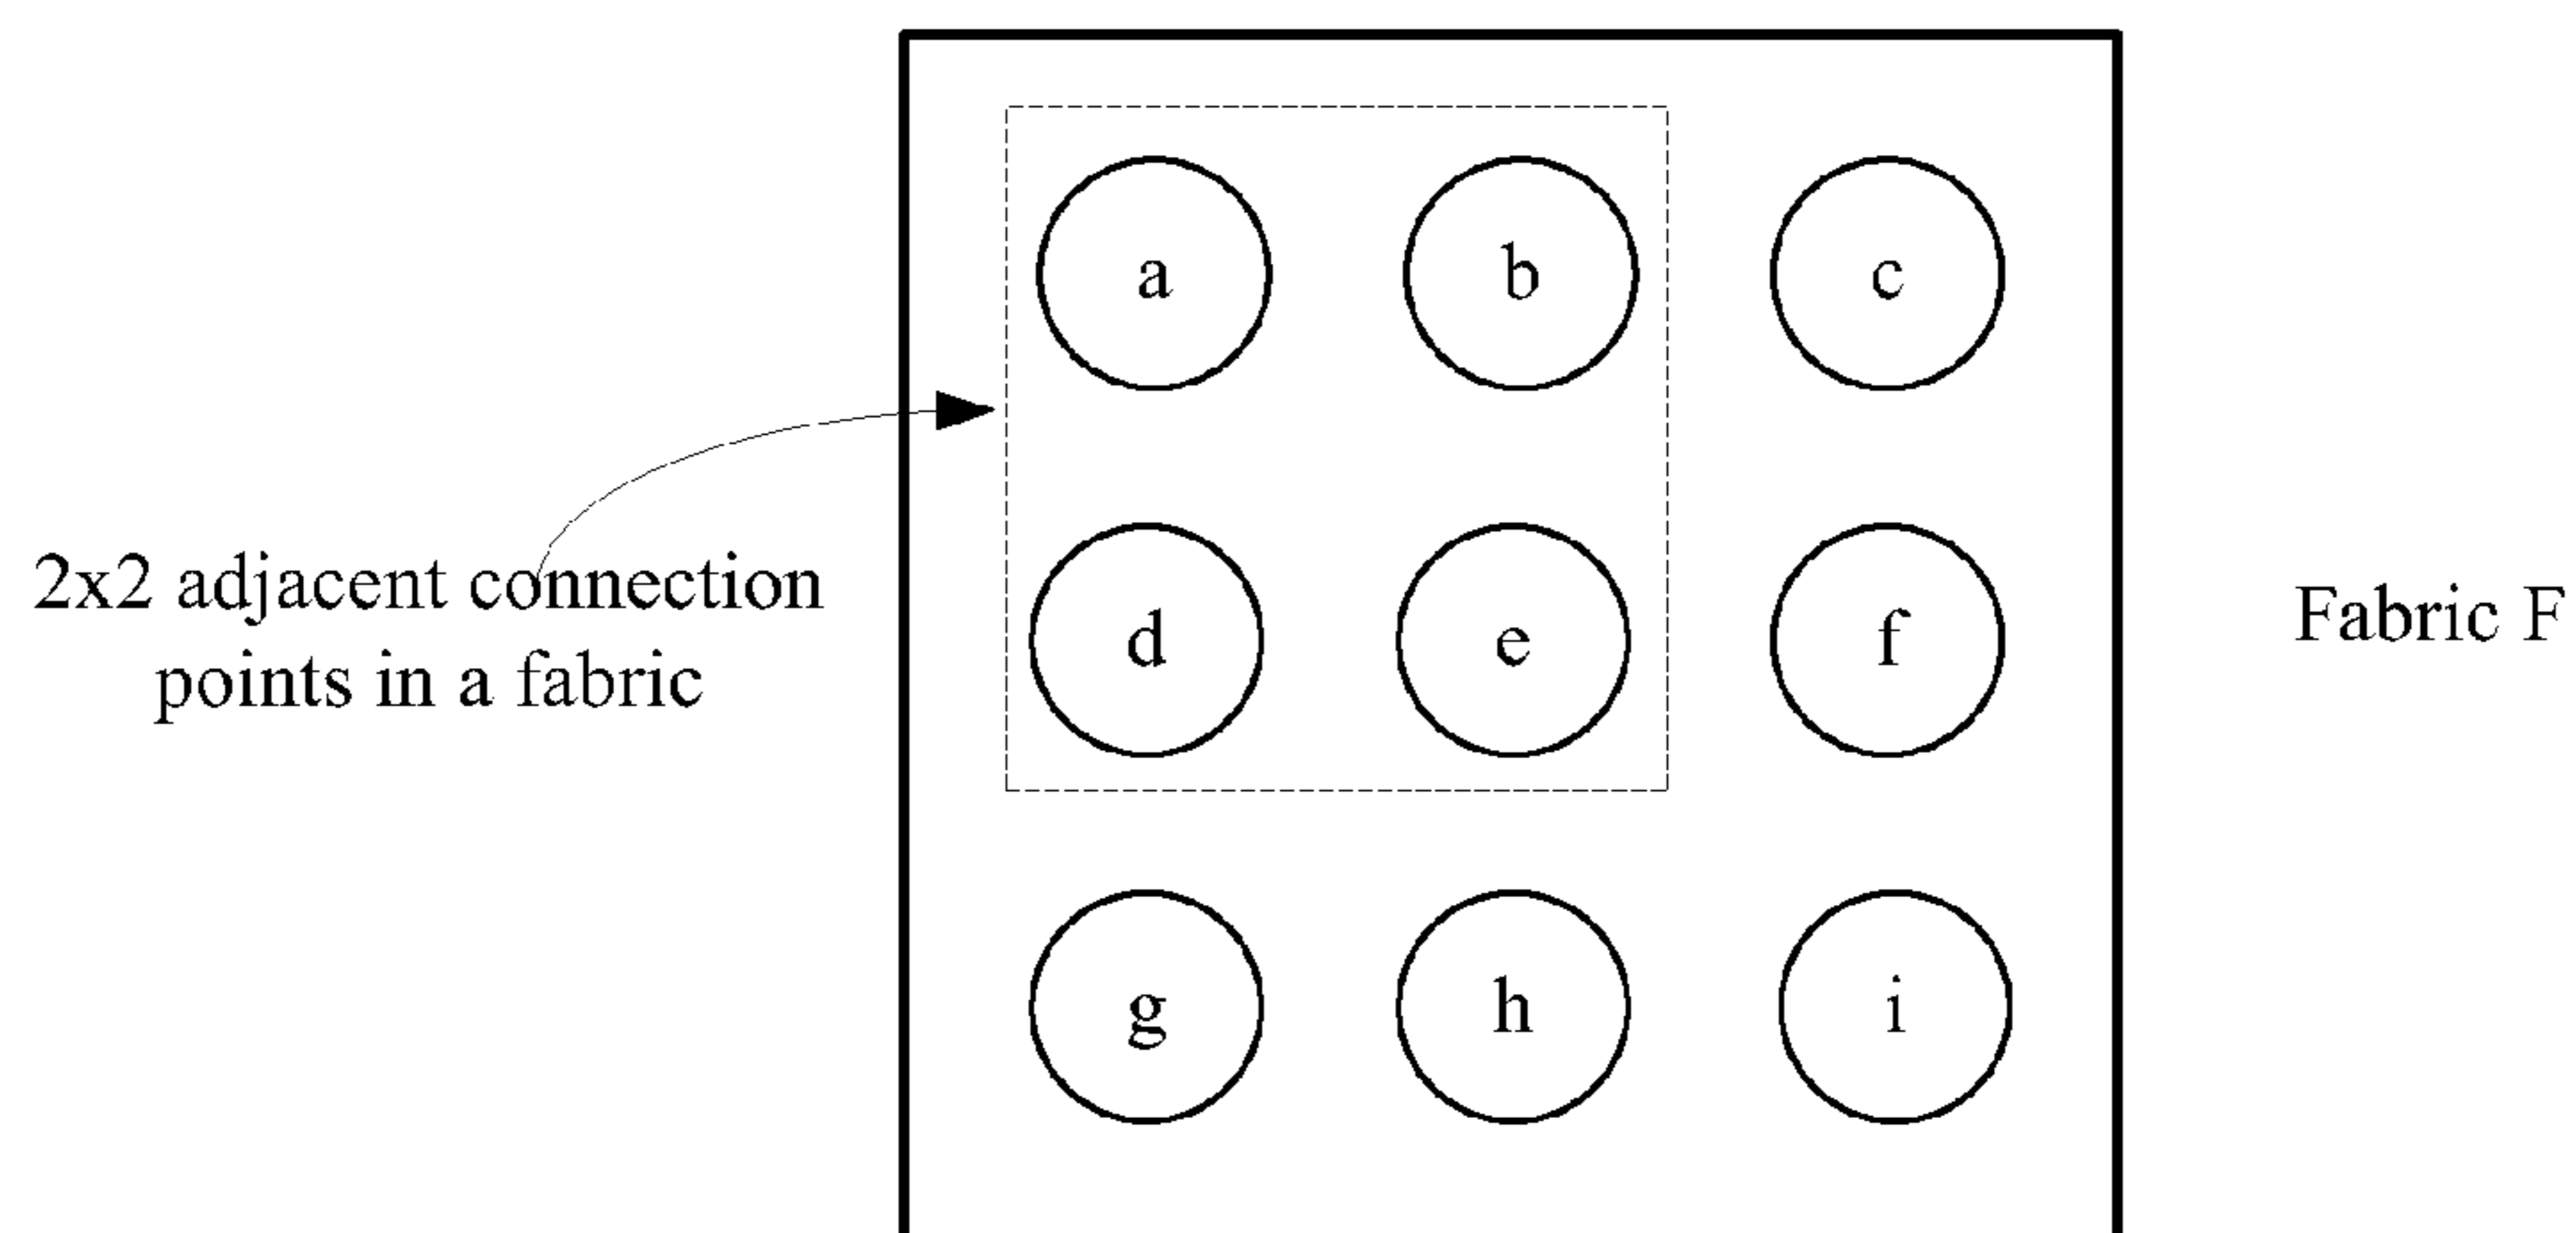 a b c
2x2 adjacent connection
points in a fabric
d e f
Fabric F
g h i